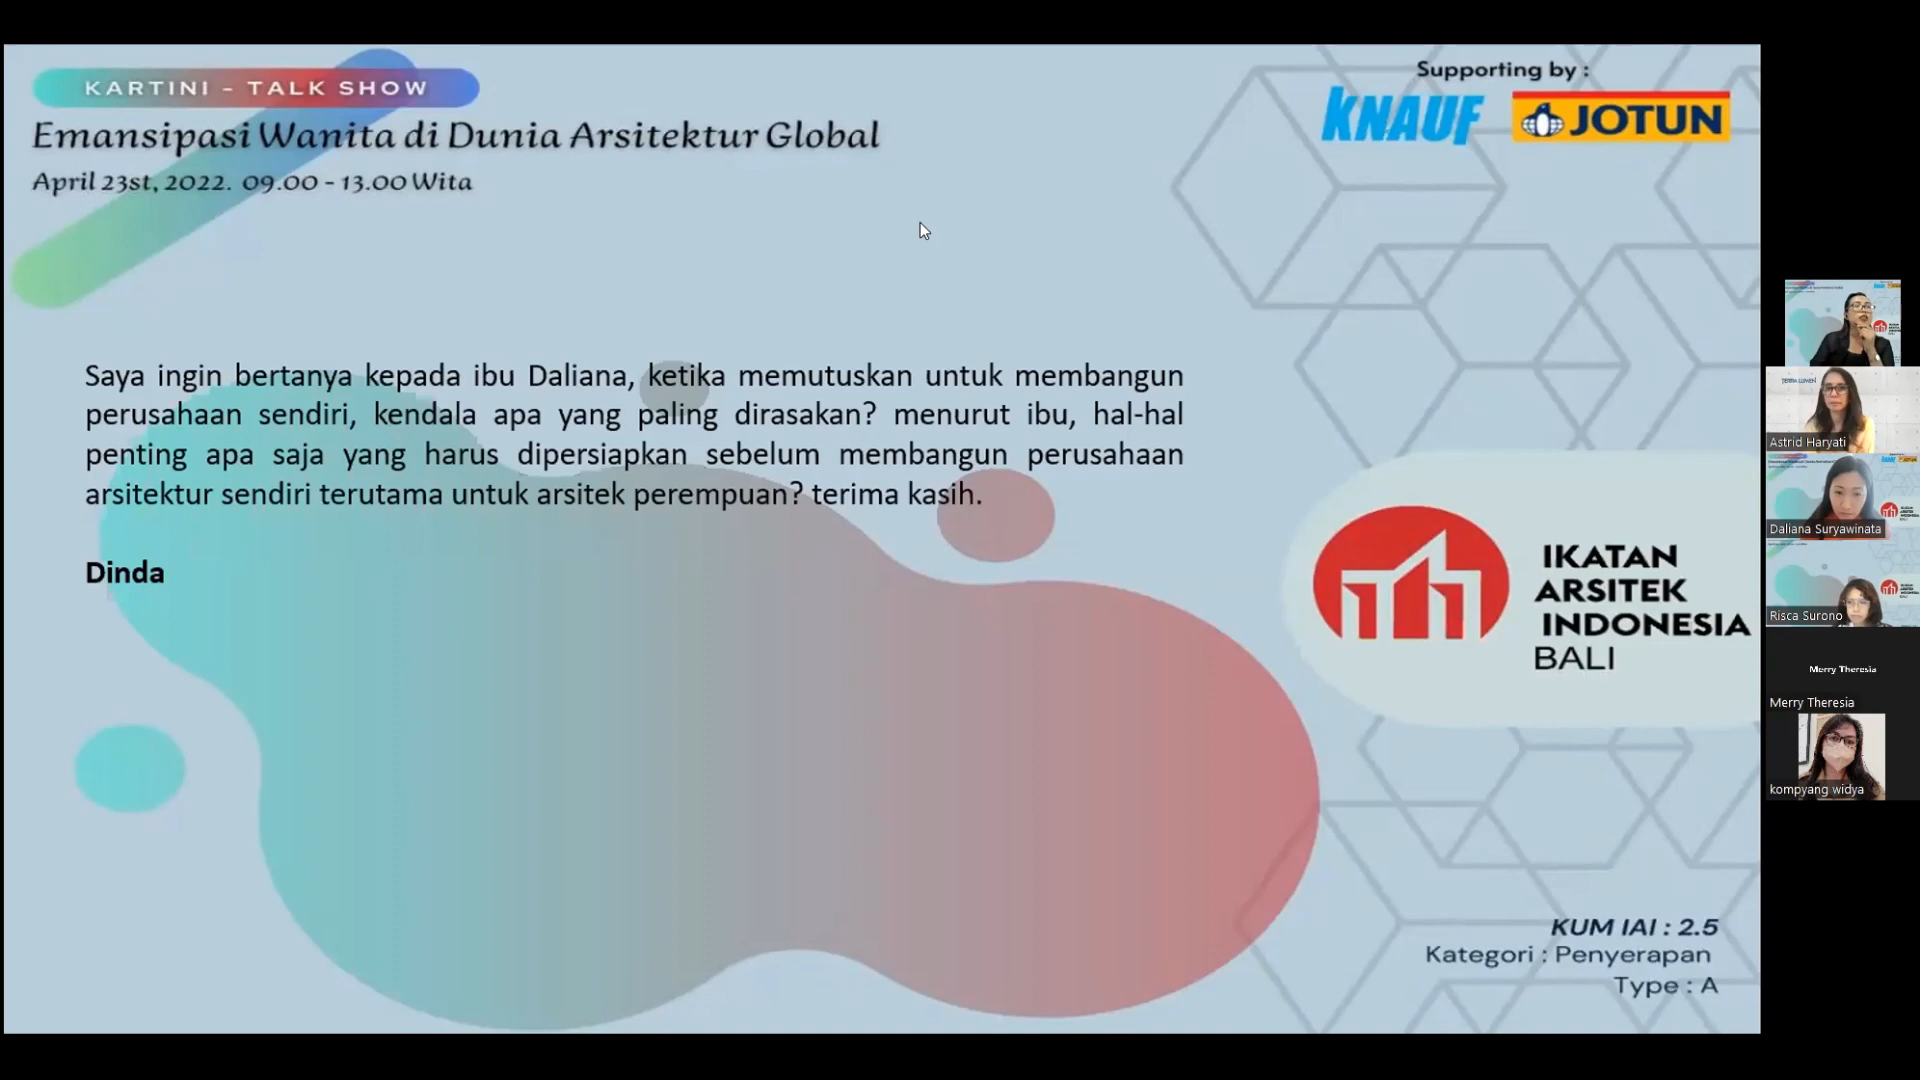 KARTINI - TALK SHOW
Emansipasi Wanita di Dunia Arsitektur Global
April 23st, 2022. 09.00 - 13.00 Wita
Supporting by :
KNAUF
JOTUN
Saya ingin bertanya kepada ibu Daliana, ketika memutuskan untuk membangun
perusahaan sendiri, kendala apa yang paling dirasakan? menurut ibu, hal-hal
penting apa saja yang harus dipersiapkan sebelum membangun perusahaan
arsitektur sendiri terutama untuk arsitek perempuan? terima kasih.
Dinda
IKATAN
ARSITEK
INDONESIA
BALI
KUM IAI : 2.5
Kategori : Penyerapan
Type : A
TERRA LUMEN
Astrid Haryati
Daliana Suryawinata
Risca Surono
Merry Theresia
Merry Theresia
kompyang widya